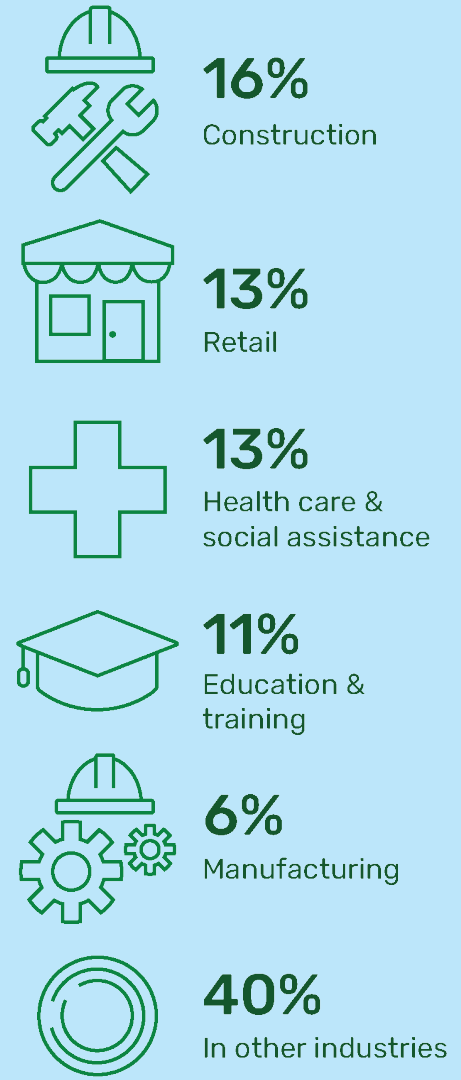 16%
Construction
13%
Retail
13%
Health care &
social assistance
11%
Education &
training
6%
Manufacturing
40%
In other industries